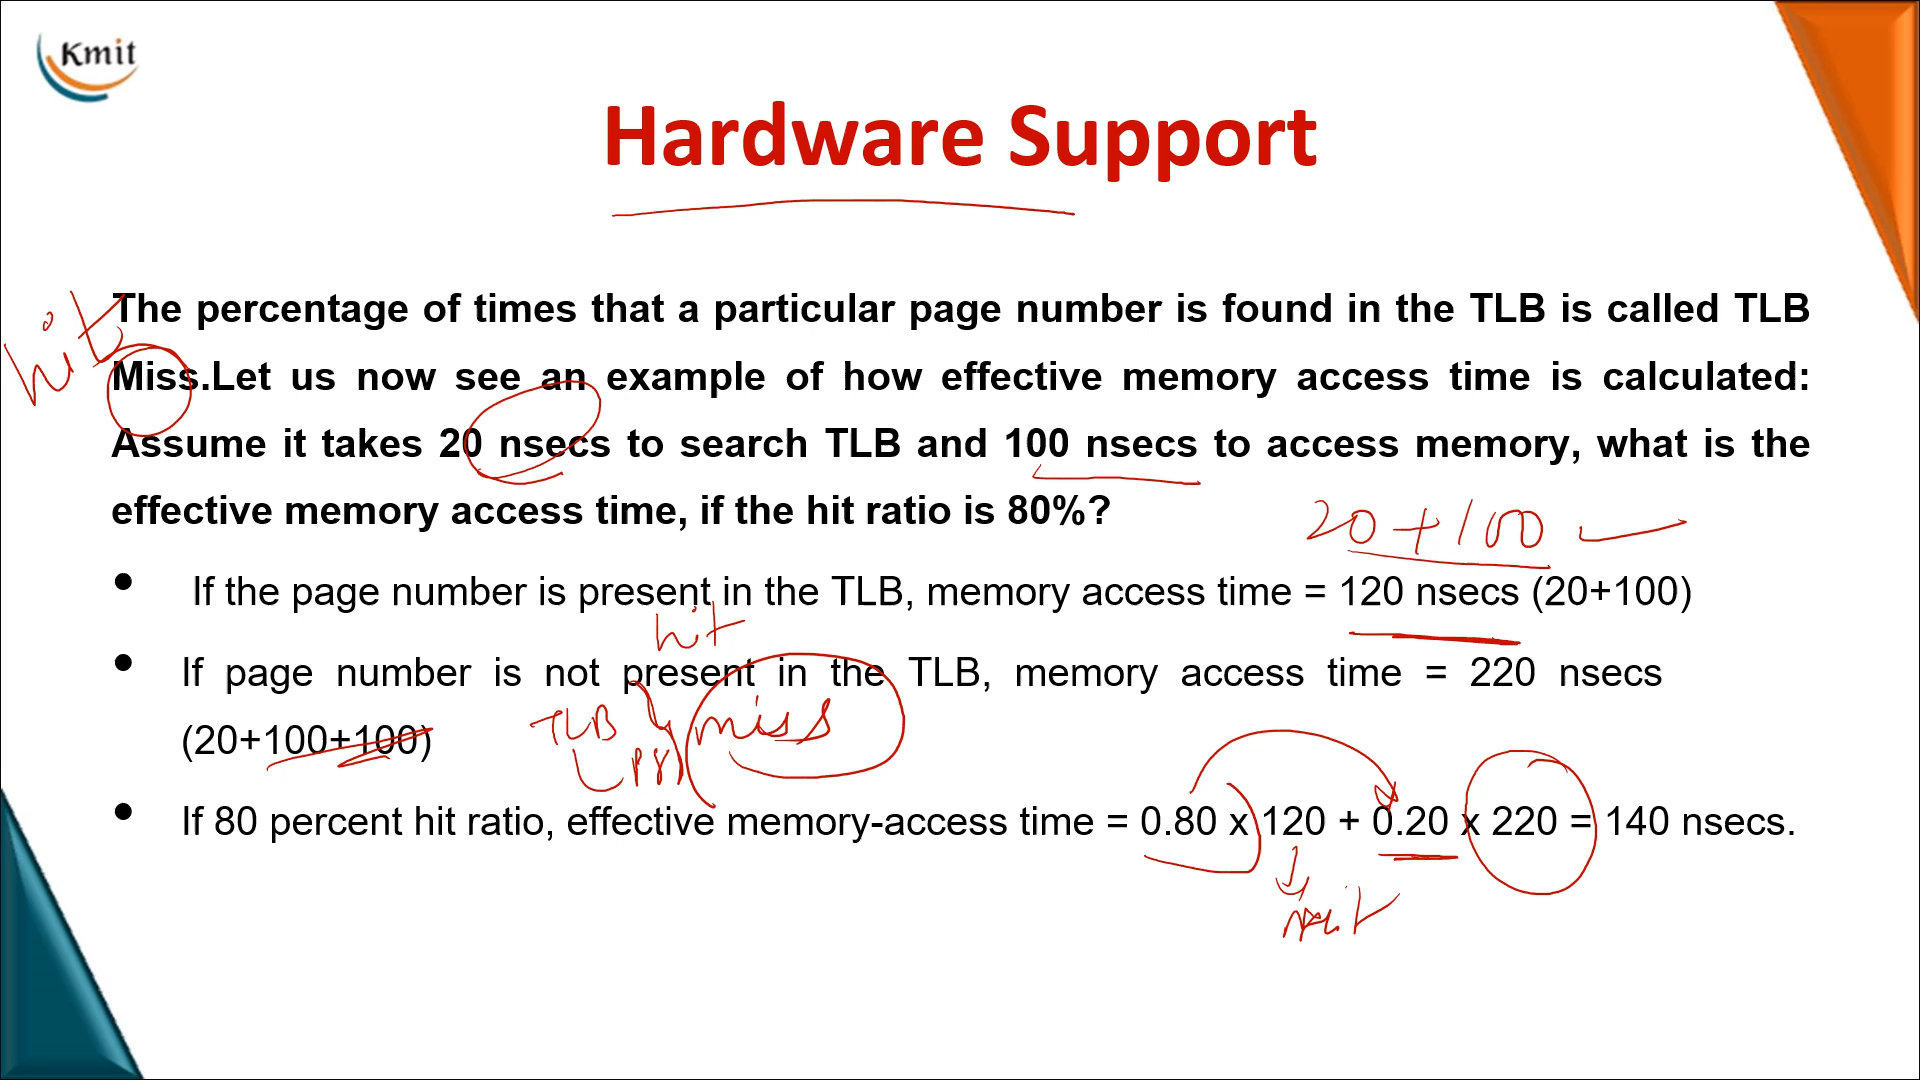 Kmit
Hardware Support
hit
The percentage of times that a particular page number is found in the TLB is called TLB
Miss.Let us now see an example of how effective memory access time is calculated:
Assume it takes 20 nsecs to search TLB and 100 nsecs to access memory, what is the
effective memory access time, if the hit ratio is 80%?
20 + 100
• If the page number is present in the TLB, memory access time = 120 nsecs (20+100)
hit
• If page number is not present in the TLB, memory access time = 220 nsecs
TLB miss
(20+100+100)
• If 80 percent hit ratio, effective memory-access time = 0.80 x 120 + 0.20 x 220 = 140 nsecs.